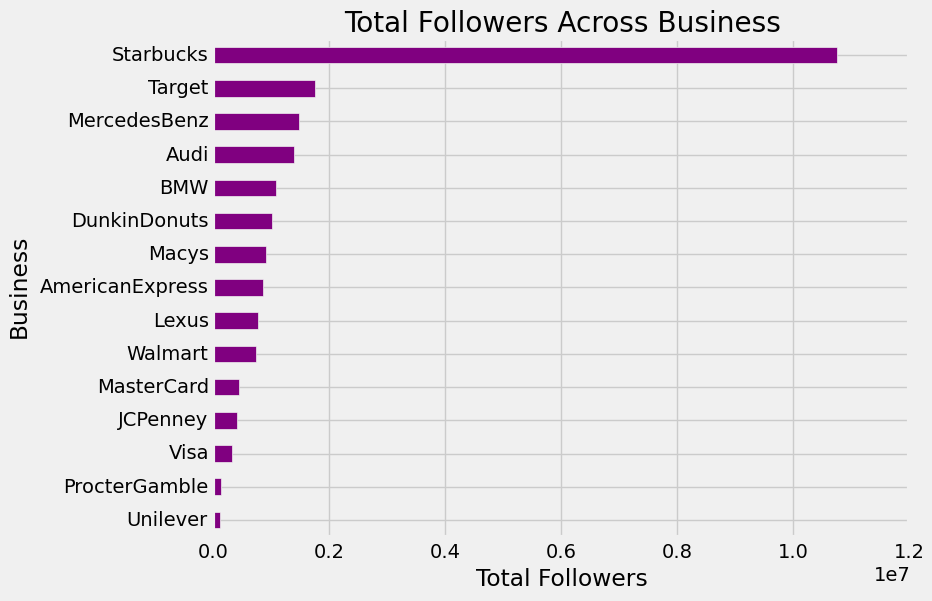 Total Followers Across Business
Starbucks
Target
MercedesBenz
Audi
BMW
DunkinDonuts
Macys
AmericanExpress
Lexus
Walmart
MasterCard
JCPenney
Visa
ProcterGamble
Unilever
Business
0.0 0.2 0.4 0.6 0.8 1.0 1.2
1e7
Total Followers